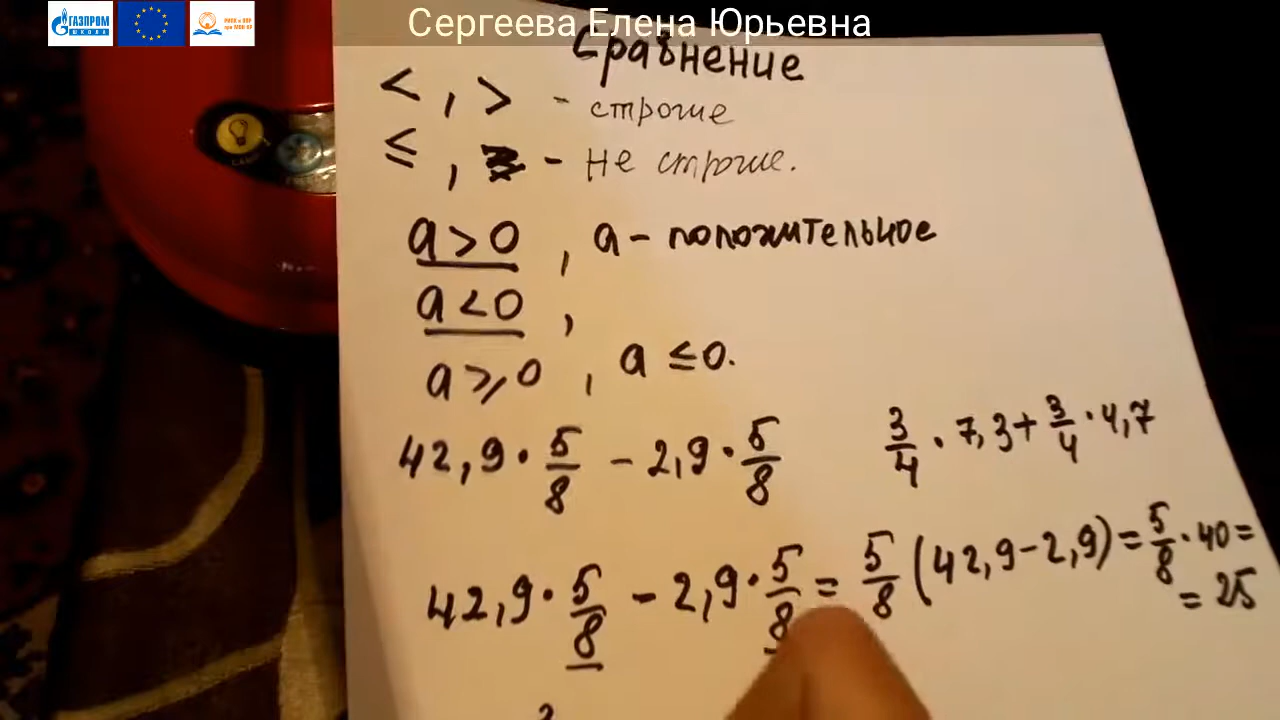 ГАЗПРОМ
ШКОЛА
Сергеева Елена Юрьевна
Сравнение
< , > - строгие
≤ , - не строгие.
a > 0 , a - положительное
a < 0 ,
a ≥ 0 , a ≤ 0.
42,9 · 5/8 - 2,9 · 5/8
3/4 · 7,3 + 3/4 · 4,7
42,9 · 5/8 - 2,9 · 5/8 = 5/8 (42,9 - 2,9) = 5/8 · 40 =
= 25